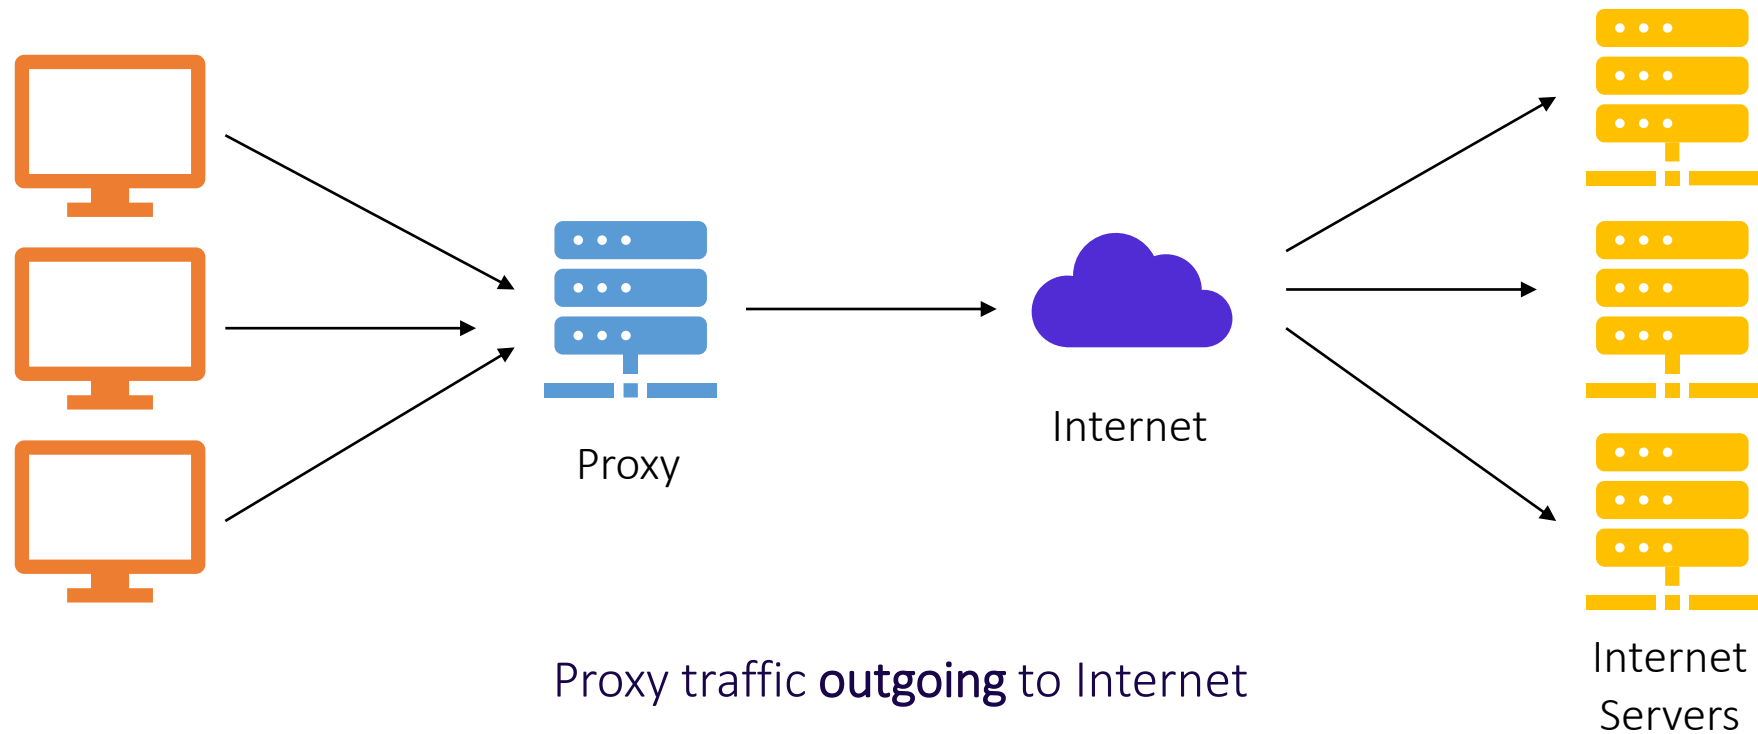 Proxy
Internet
Internet
Servers
Proxy traffic outgoing to Internet